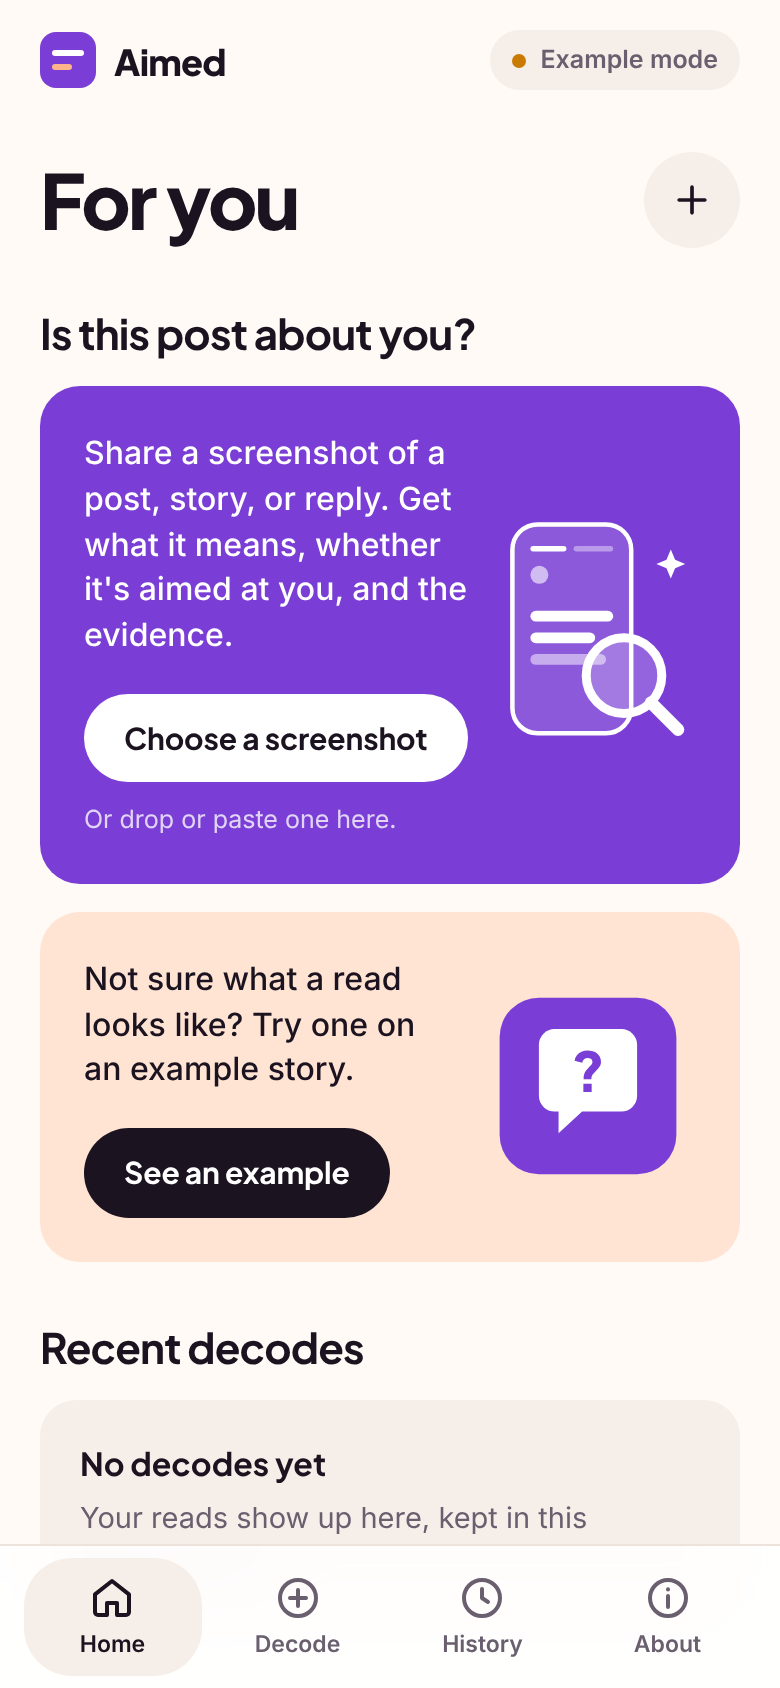 Aimed
Example mode
For you
Is this post about you?
Share a screenshot of a
post, story, or reply. Get
what it means, whether
it's aimed at you, and the
evidence.
Choose a screenshot
Or drop or paste one here.
Not sure what a read
looks like? Try one on
an example story.
?
See an example
Recent decodes
No decodes yet
Your reads show up here, kept in this
Home
Decode
History
About